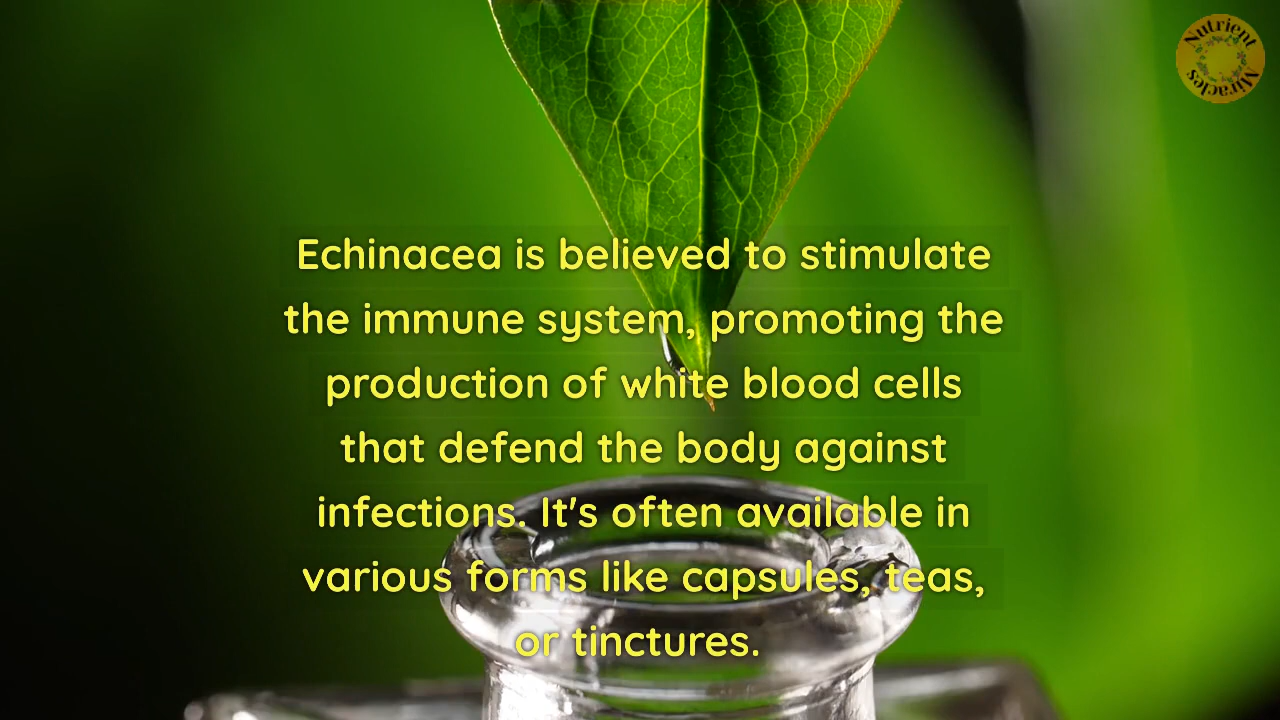 Nutrient
Miracles
Echinacea is believed to stimulate
the immune system, promoting the
production of white blood cells
that defend the body against
infections. It's often available in
various forms like capsules, teas,
or tinctures.